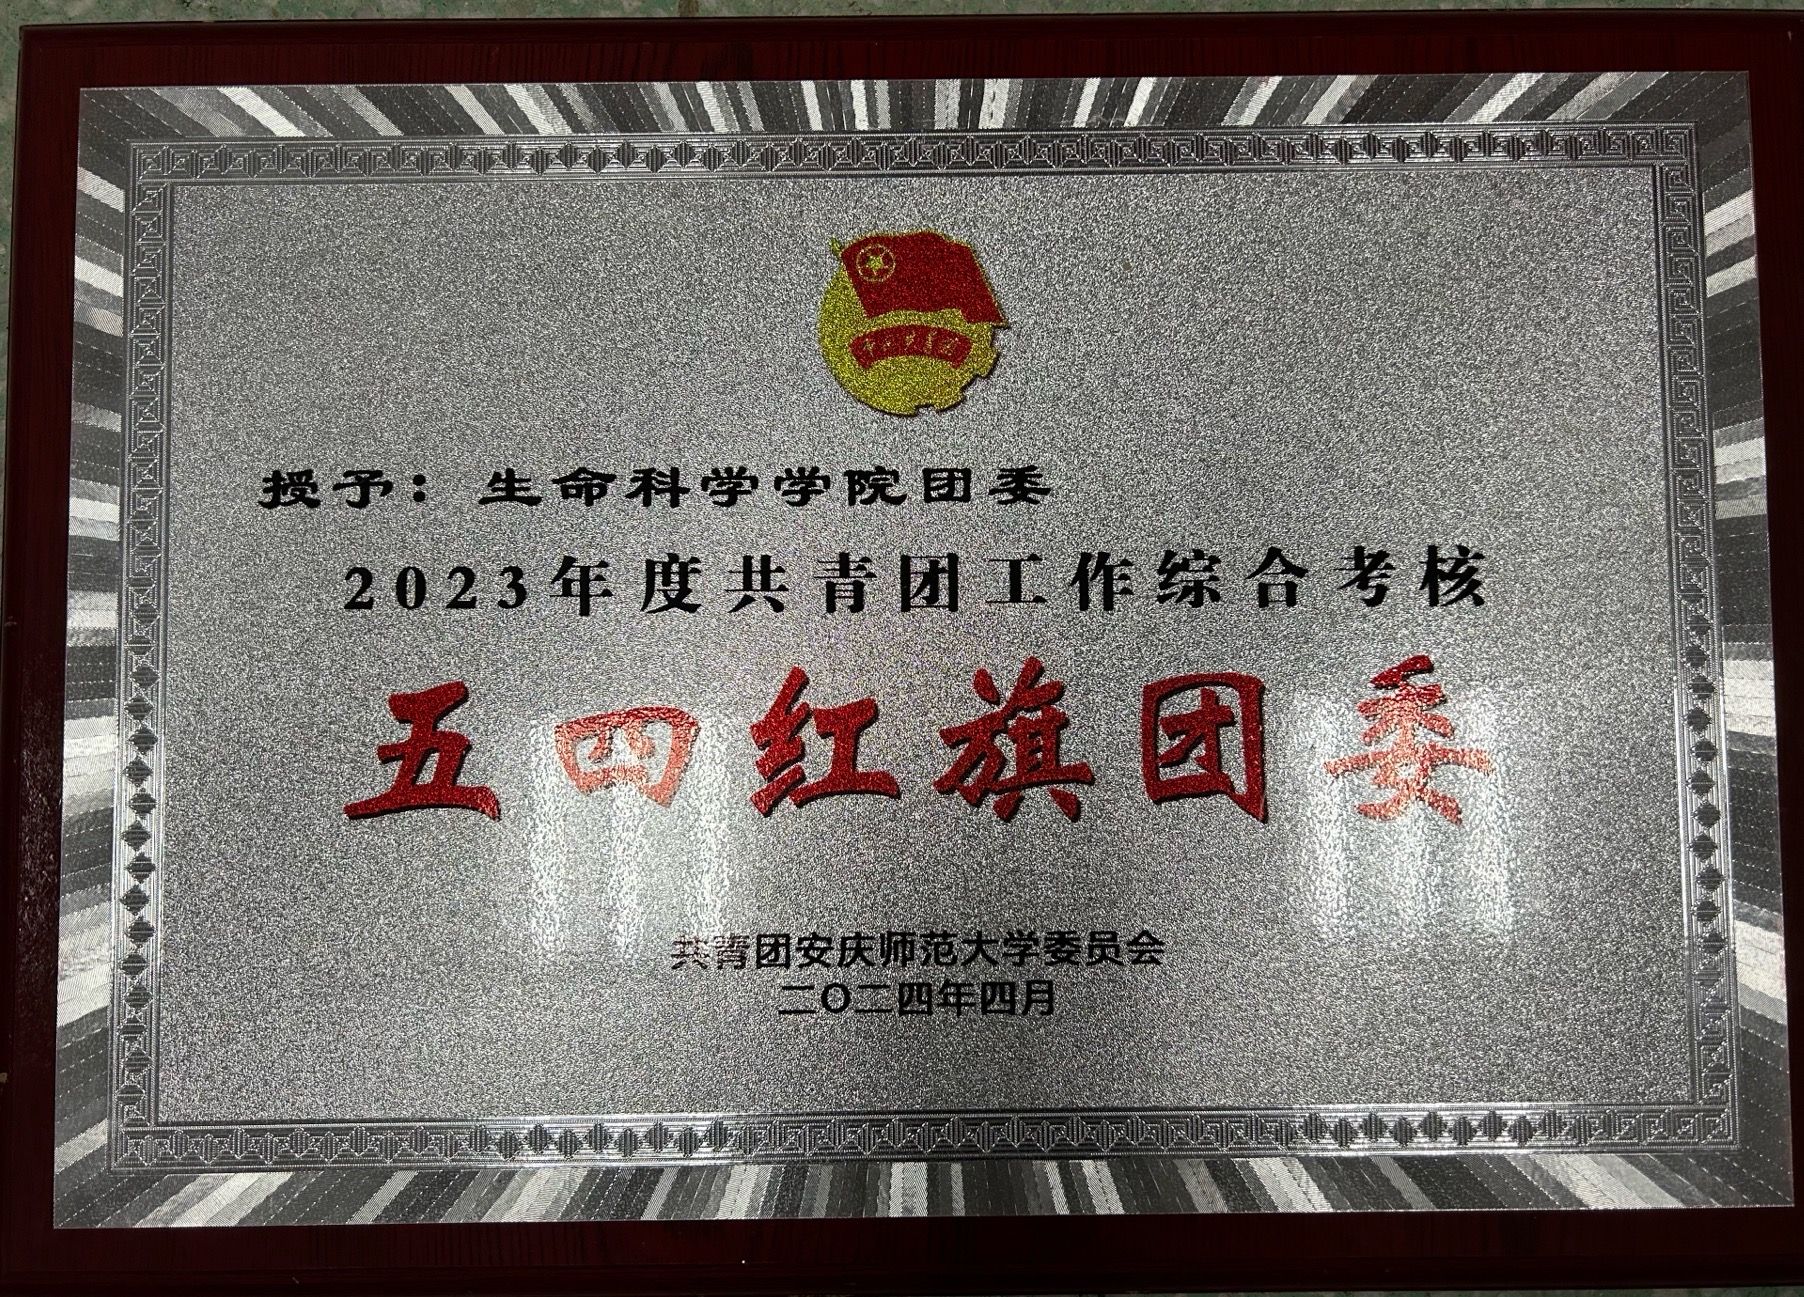 授予：生命科学学院团委
2023年度共青团工作综合考核
五四红旗团委
共青团安庆师范大学委员会
二〇二四年四月